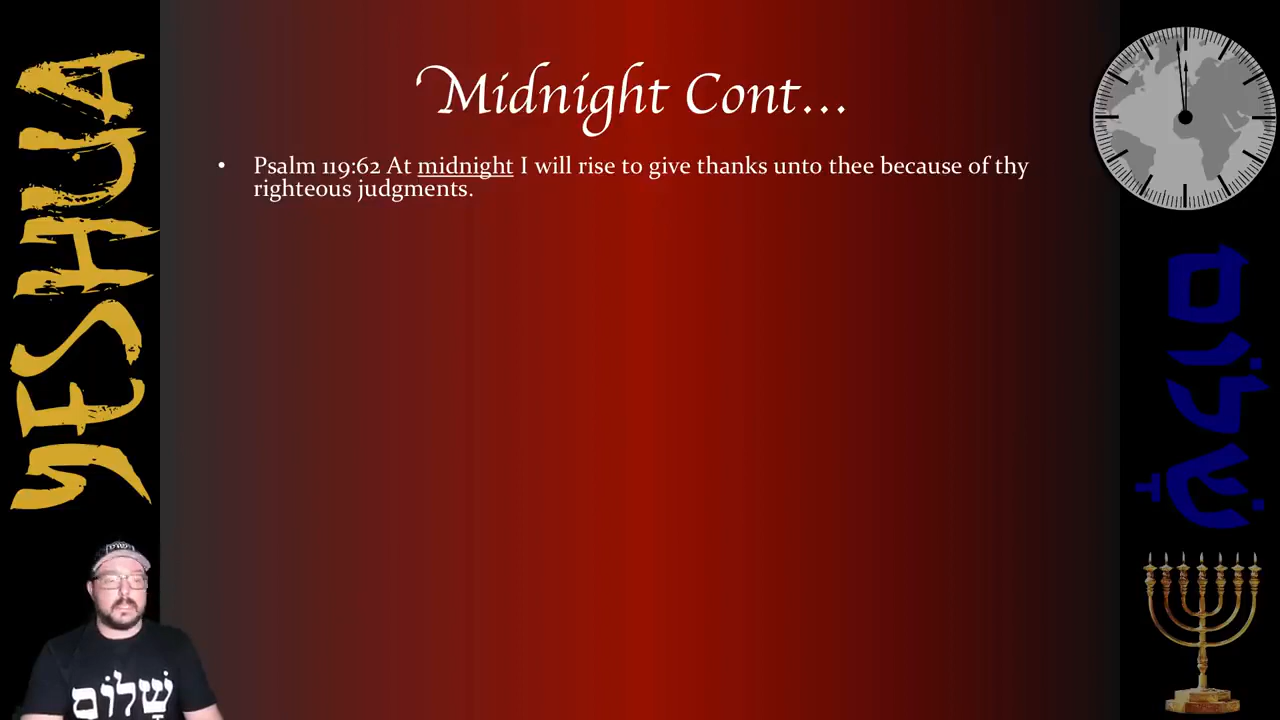 YESHUA
Midnight Cont...
• Psalm 119:62 At midnight I will rise to give thanks unto thee because of thy
righteous judgments.
שָׁלוֹם
שָׁלוֹם